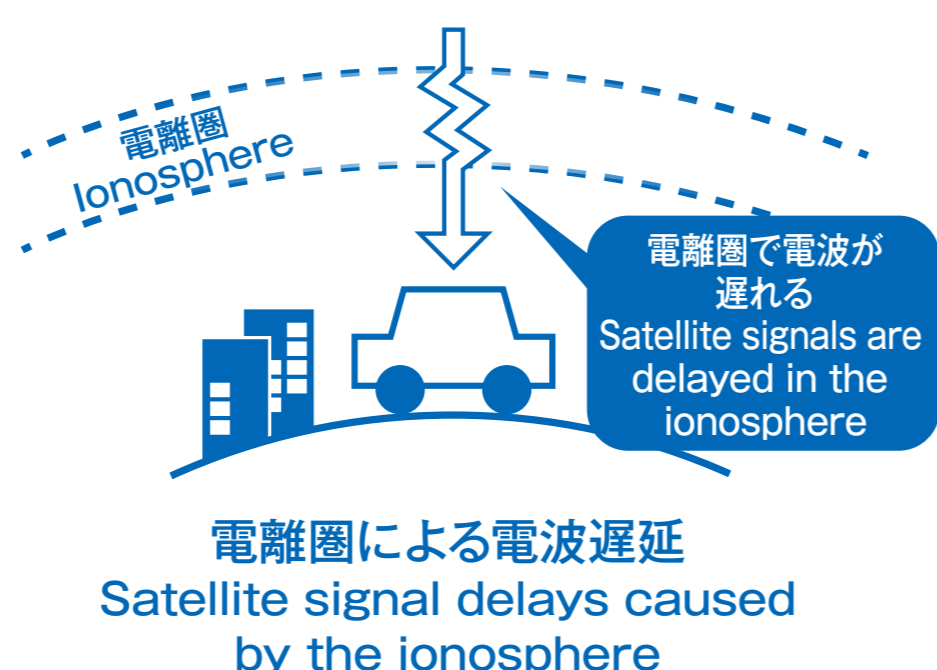 電離圏
Ionosphere
電離圏で電波が
遅れる
Satellite signals are
delayed in the
ionosphere
電離圏による電波遅延
Satellite signal delays caused
by the ionosphere